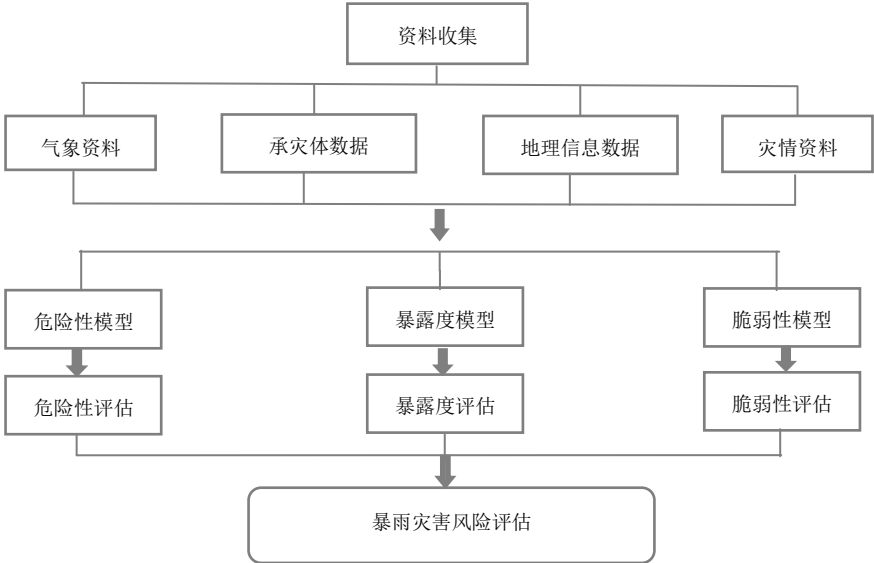 资料收集
气象资料
承灾体数据
地理信息数据
灾情资料
危险性模型
暴露度模型
脆弱性模型
危险性评估
暴露度评估
脆弱性评估
暴雨灾害风险评估